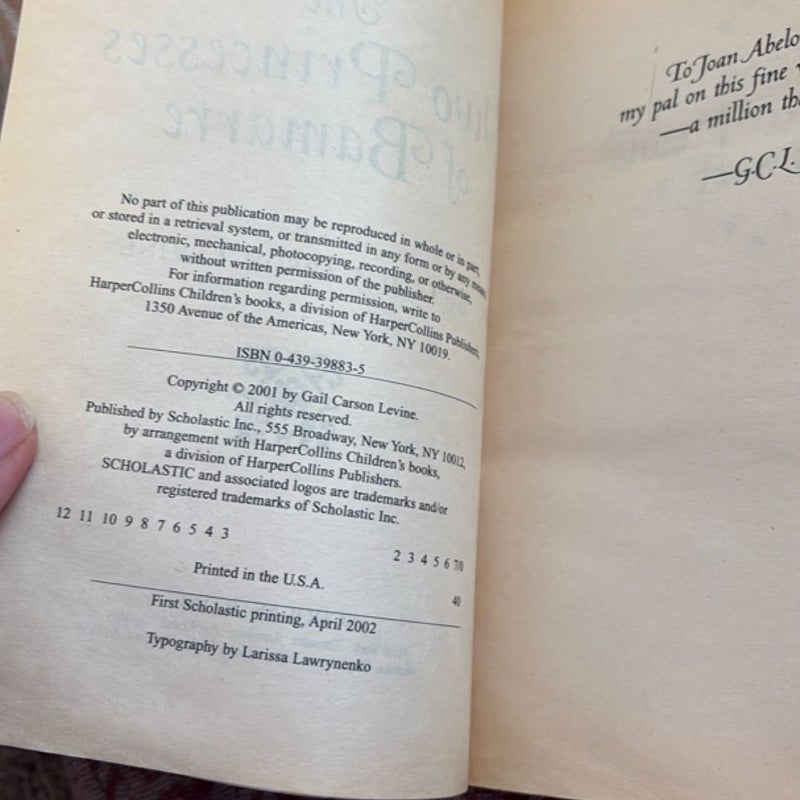 No part of this publication may be reproduced in whole or in part,
or stored in a retrieval system, or transmitted in any form or by any means,
electronic, mechanical, photocopying, recording, or otherwise,
without written permission of the publisher.
For information regarding permission, write to
HarperCollins Children's books, a division of HarperCollins Publishers,
1350 Avenue of the Americas, New York, NY 10019.
ISBN 0-439-39883-5
Copyright © 2001 by Gail Carson Levine.
All rights reserved.
Published by Scholastic Inc., 555 Broadway, New York, NY 10012,
by arrangement with HarperCollins Children's books,
a division of HarperCollins Publishers.
SCHOLASTIC and associated logos are trademarks and/or
registered trademarks of Scholastic Inc.
12 11 10 9 8 7 6 5 4 3 2 3 4 5 6 7/0
Printed in the U.S.A. 40
First Scholastic printing, April 2002
Typography by Larissa Lawrynenko
To Joan Abelo
my pal on this fine
—a million
—G.C.L.